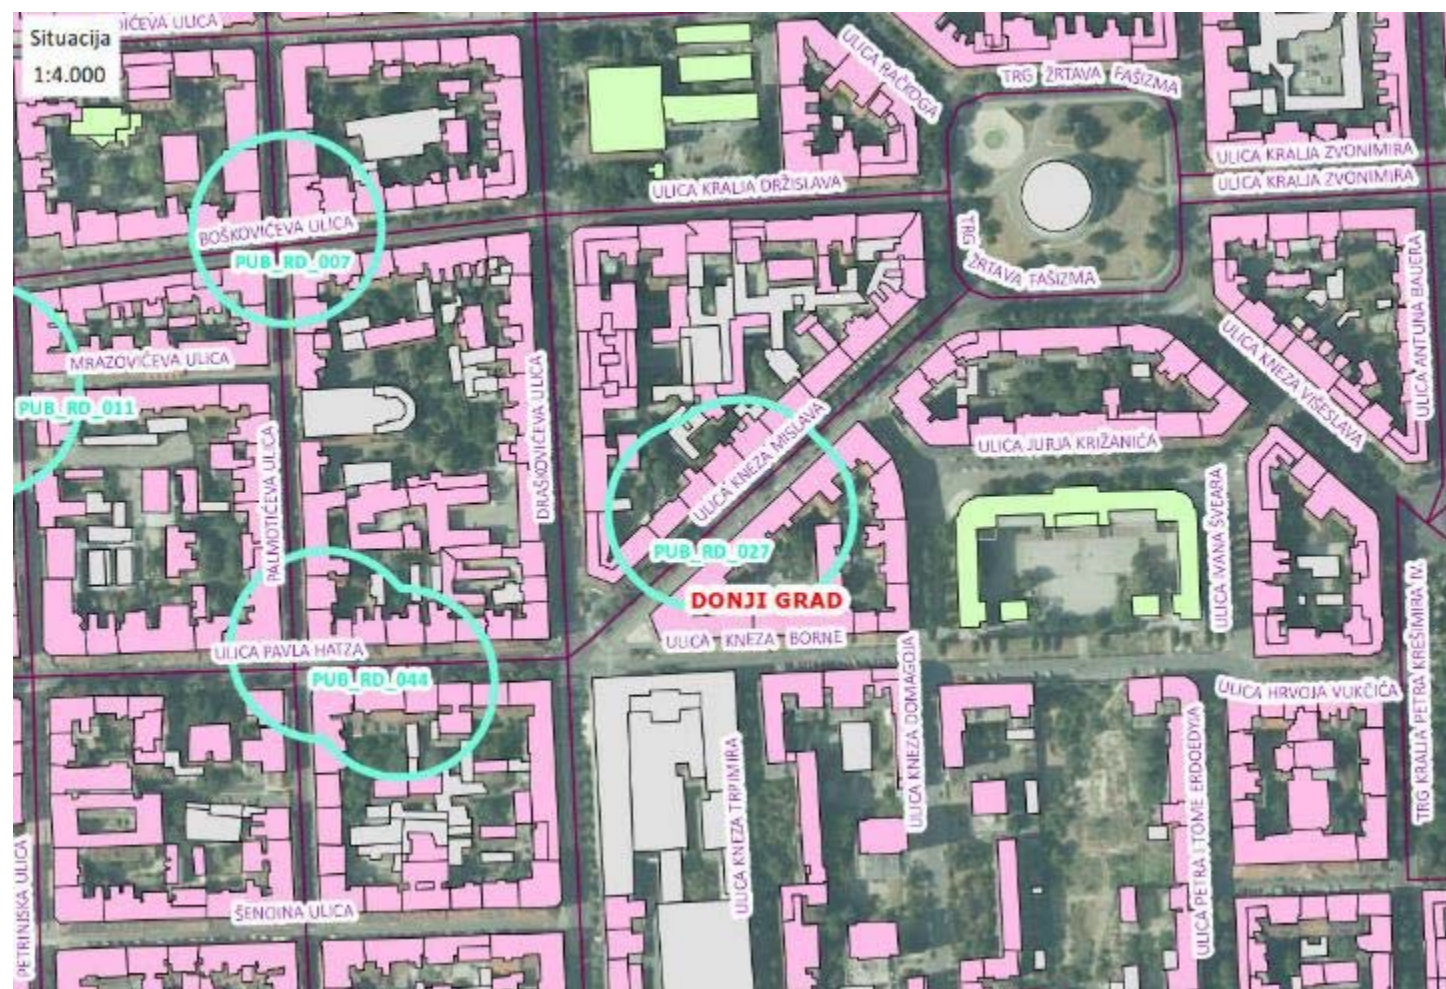 IĆEVA ULICA
Situacija
1:4.000
ULICA RAČKOGA
TRG ŽRTAVA FAŠIZMA
ULICA KRALJA ZVONIMIRA
ULICA KRALJA DRŽISLAVA
ULICA KRALJA ZVONIMIRA
BOŠKOVIĆEVA ULICA
PUB_RD_007
TRG
ŽRTAVA FAŠIZMA
ULICA ANTUNA BAUERA
MRAZOVIĆEVA ULICA
ULICA KNEZA VIŠESLAVA
PUB_RD_011
DRAŠKOVIĆEVA ULICA
ULICA KNEZA MISLAVA
ULICA JURJA KRIŽANIĆA
PALMOTIĆEVA ULICA
ULICA IVANA ŠVEARA
PUB_RD_027
DONJI GRAD
ULICA KNEZA BORNE
ULICA PAVLA HATZA
PUB_RD_044
ULICA KNEZA DOMAGOJA
ULICA HRVOJA VUKČIĆA
TRG KRALJA PETRA KREŠIMIRA IV.
ULICA KNEZA TRPIMIRA
ULICA PETRA I TOME ERDOEDYJA
PETRINJSKA ULICA
ŠENOINA ULICA